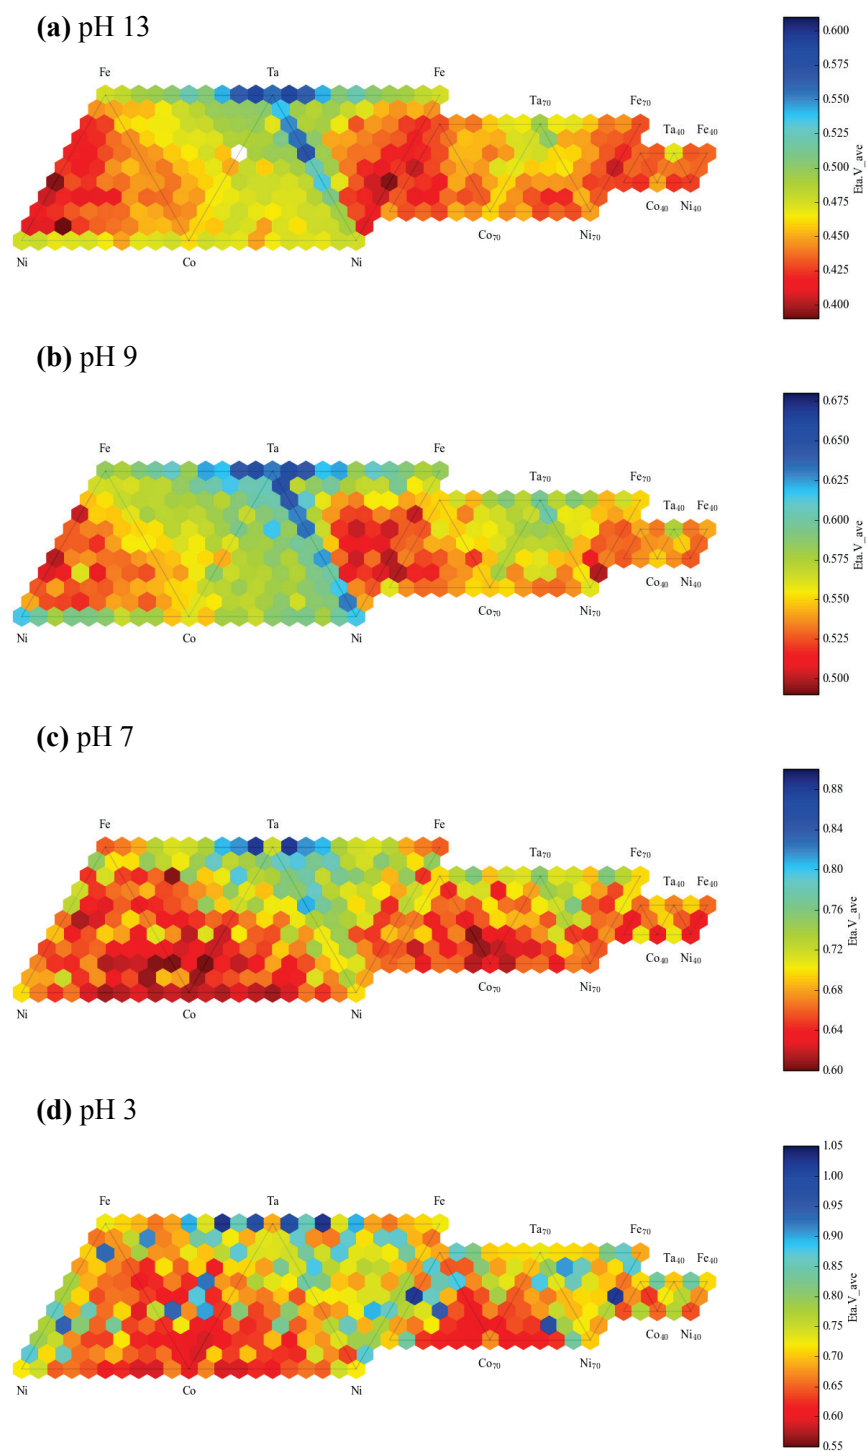 (a) pH 13
Fe Ta Fe
Ta₇₀ Fe₇₀
Ta₄₀ Fe₄₀
Co₄₀ Ni₄₀
Co₇₀ Ni₇₀
Ni Co Ni
0.600
0.575
0.550
0.525
0.500
0.475
0.450
0.425
0.400
Eta.V_ave
(b) pH 9
Fe Ta Fe
Ta₇₀ Fe₇₀
Ta₄₀ Fe₄₀
Co₄₀ Ni₄₀
Co₇₀ Ni₇₀
Ni Co Ni
0.675
0.650
0.625
0.600
0.575
0.550
0.525
0.500
Eta.V_ave
(c) pH 7
Fe Ta Fe
Ta₇₀ Fe₇₀
Ta₄₀ Fe₄₀
Co₄₀ Ni₄₀
Co₇₀ Ni₇₀
Ni Co Ni
0.88
0.84
0.80
0.76
0.72
0.68
0.64
0.60
Eta.V_ave
(d) pH 3
Fe Ta Fe
Ta₇₀ Fe₇₀
Ta₄₀ Fe₄₀
Co₄₀ Ni₄₀
Co₇₀ Ni₇₀
Ni Co Ni
1.05
1.00
0.95
0.90
0.85
0.80
0.75
0.70
0.65
0.60
0.55
Eta.V_ave